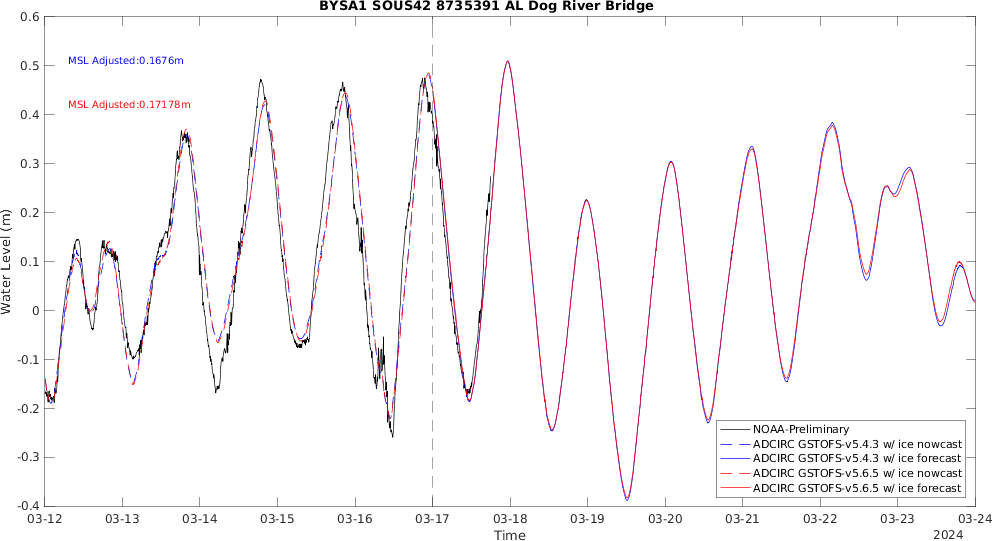 BYSA1 SOUS42 8735391 AL Dog River Bridge
0.6
0.5
0.4
0.3
0.2
0.1
0
-0.1
-0.2
-0.3
-0.4
Water Level (m)
MSL Adjusted:0.1676m
MSL Adjusted:0.17178m
NOAA-Preliminary
ADCIRC GSTOFS-v5.4.3 w/ ice nowcast
ADCIRC GSTOFS-v5.4.3 w/ ice forecast
ADCIRC GSTOFS-v5.6.5 w/ ice nowcast
ADCIRC GSTOFS-v5.6.5 w/ ice forecast
03-12 03-13 03-14 03-15 03-16 03-17 03-18 03-19 03-20 03-21 03-22 03-23 03-24
Time
2024